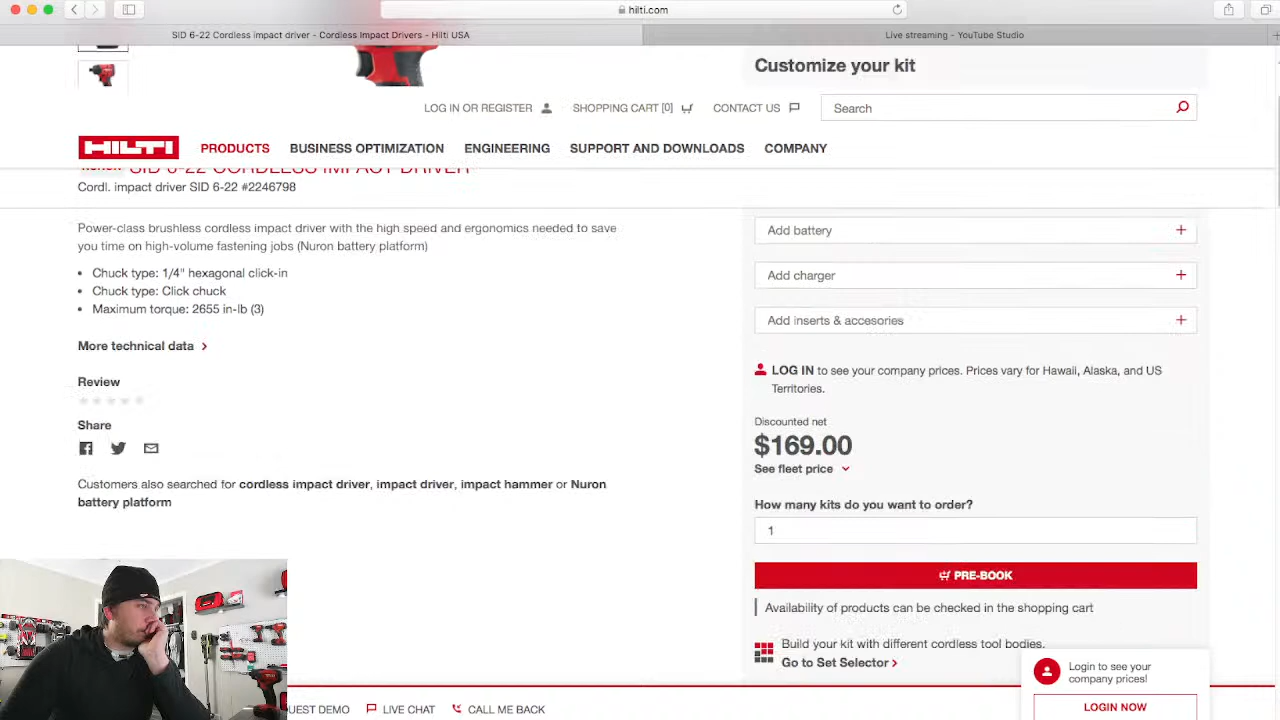 hilti.com
SID 6-22 Cordless impact driver - Cordless Impact Drivers - Hilti USA
Live streaming - YouTube Studio
Customize your kit
LOG IN OR REGISTER
SHOPPING CART [0]
CONTACT US
Search
HILTI
PRODUCTS
BUSINESS OPTIMIZATION
ENGINEERING
SUPPORT AND DOWNLOADS
COMPANY
SID 6-22 CORDLESS IMPACT DRIVER
Cordl. impact driver SID 6-22 #2246798
Power-class brushless cordless impact driver with the high speed and ergonomics needed to save
you time on high-volume fastening jobs (Nuron battery platform)
Chuck type: 1/4" hexagonal click-in
Chuck type: Click chuck
Maximum torque: 2655 in-lb (3)
More technical data
Review
Share
Customers also searched for cordless impact driver, impact driver, impact hammer or Nuron
battery platform
Add battery
Add charger
Add inserts & accesories
LOG IN to see your company prices. Prices vary for Hawaii, Alaska, and US
Territories.
Discounted net
$169.00
See fleet price
How many kits do you want to order?
1
PRE-BOOK
Availability of products can be checked in the shopping cart
Build your kit with different cordless tool bodies.
Go to Set Selector
Login to see your
company prices!
LOGIN NOW
UEST DEMO
LIVE CHAT
CALL ME BACK